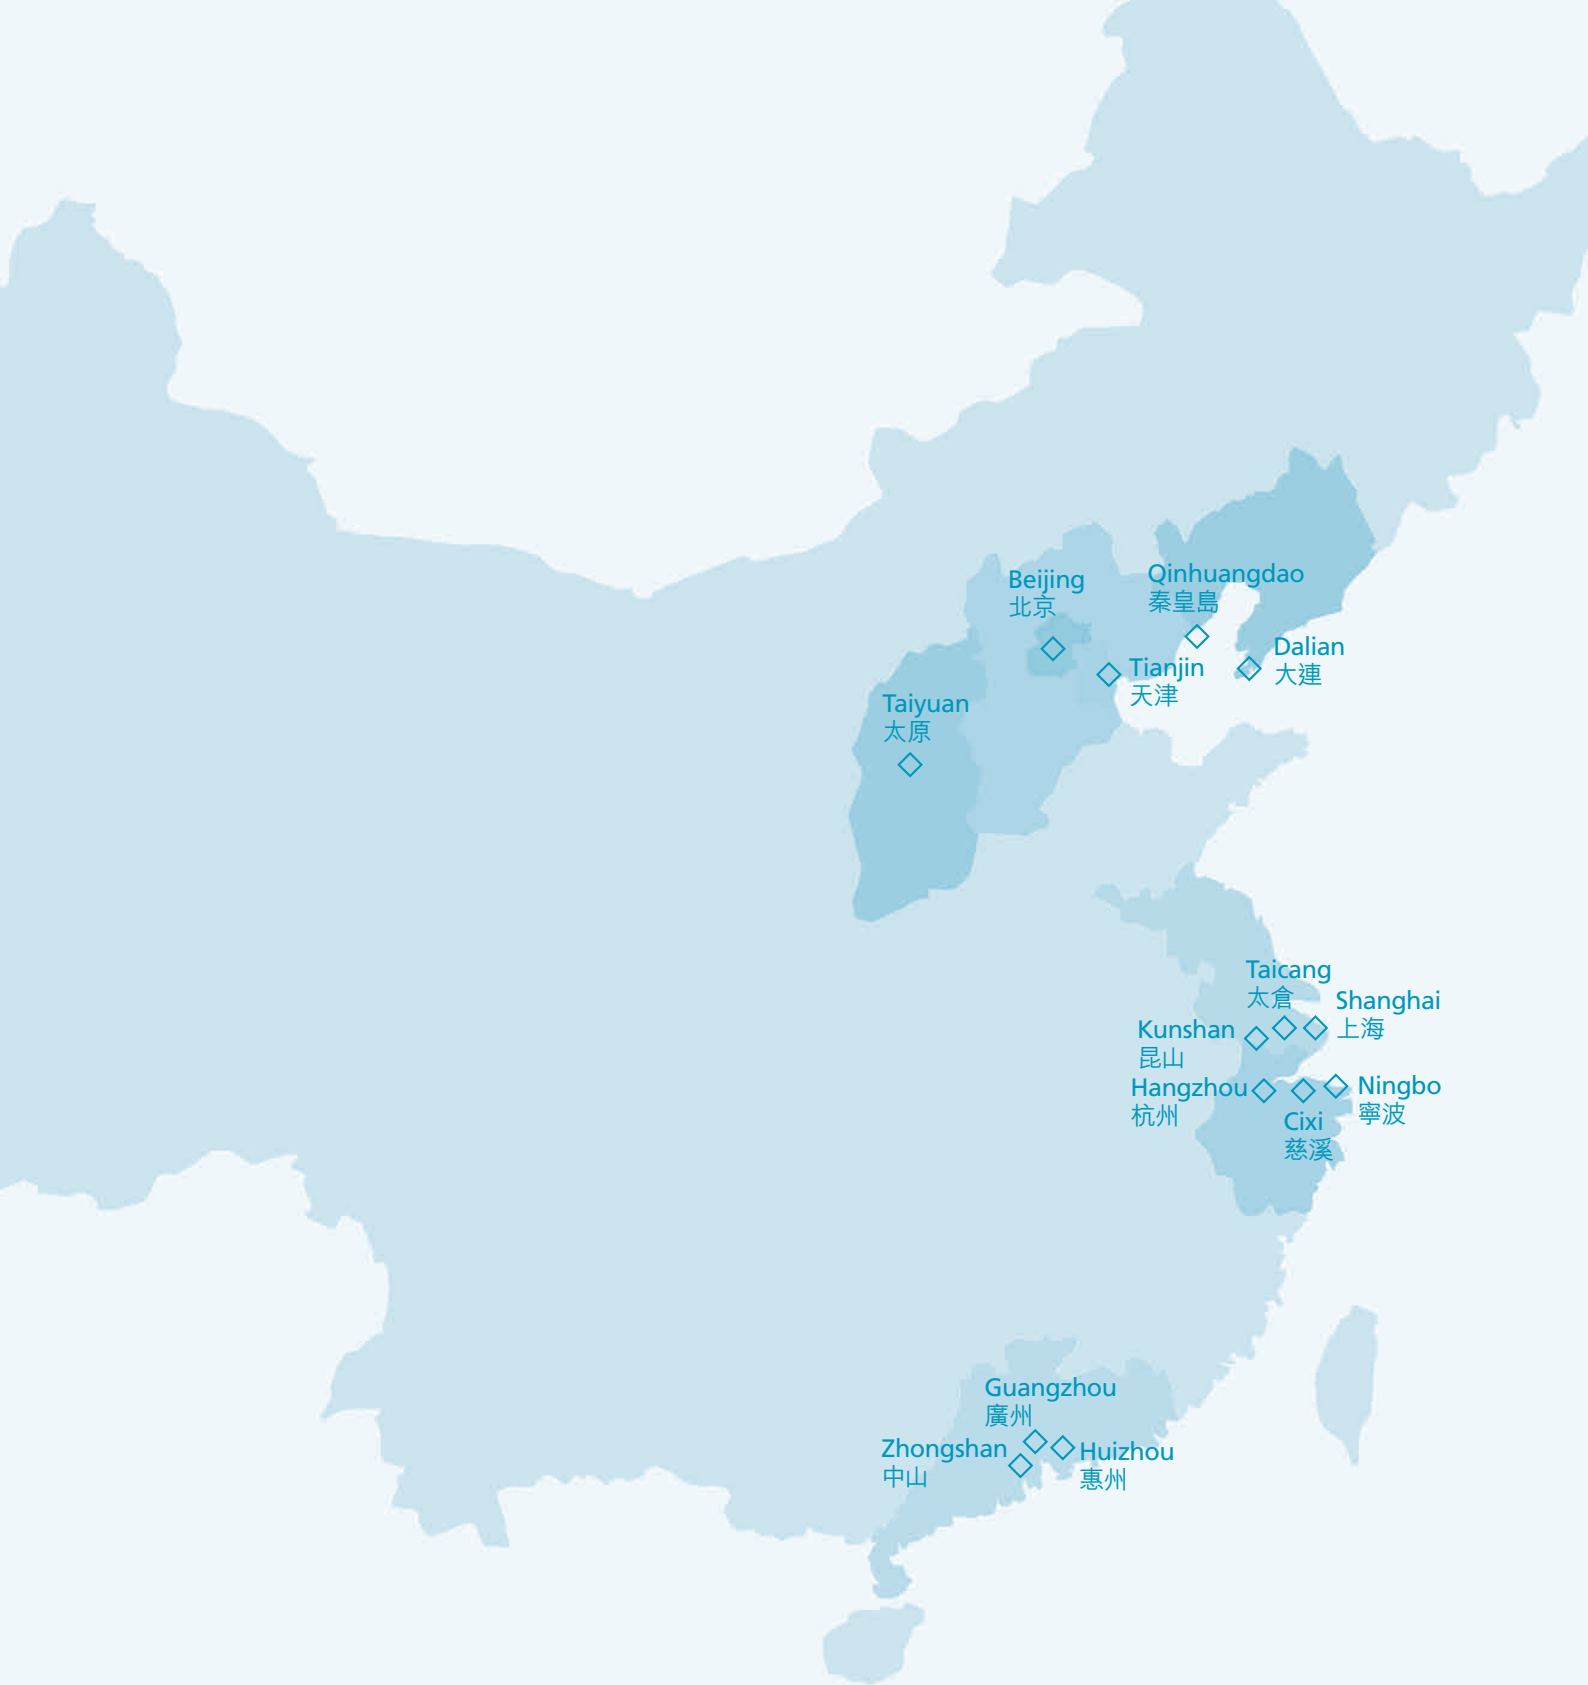 Beijing
北京
Qinhuangdao
秦皇島
Dalian
大連
Tianjin
天津
Taiyuan
太原
Taicang
太倉
Shanghai
上海
Kunshan
昆山
Hangzhou
杭州
Ningbo
寧波
Cixi
慈溪
Guangzhou
廣州
Zhongshan
中山
Huizhou
惠州